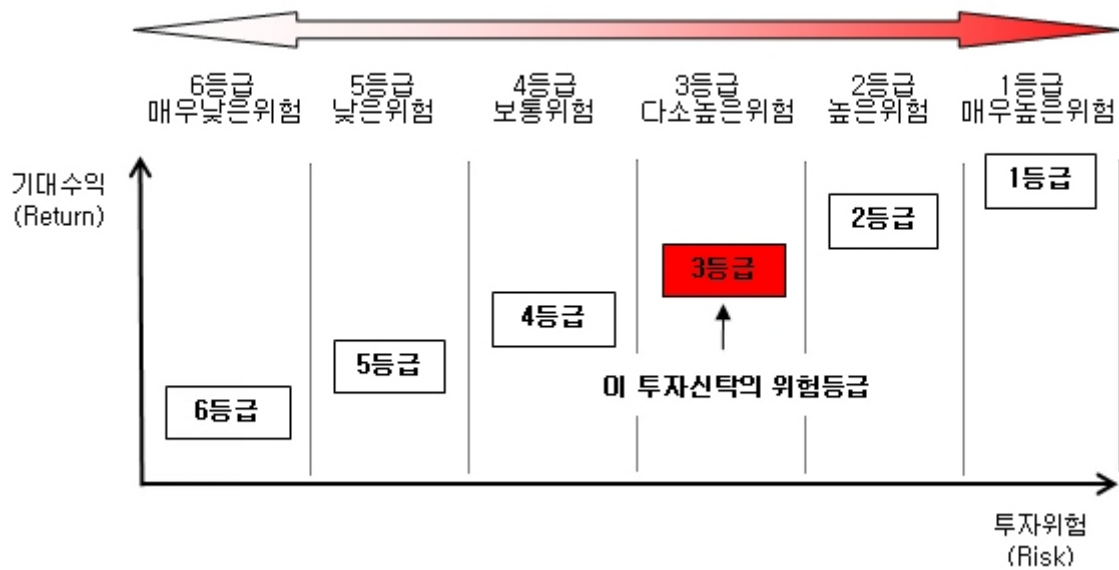 6등급
매우낮은위험
5등급
낮은위험
4등급
보통위험
3등급
다소높은위험
2등급
높은위험
1등급
매우높은위험
기대수익
(Return)
1등급
2등급
3등급
4등급
5등급
이 투자신탁의 위험등급
6등급
투자위험
(Risk)